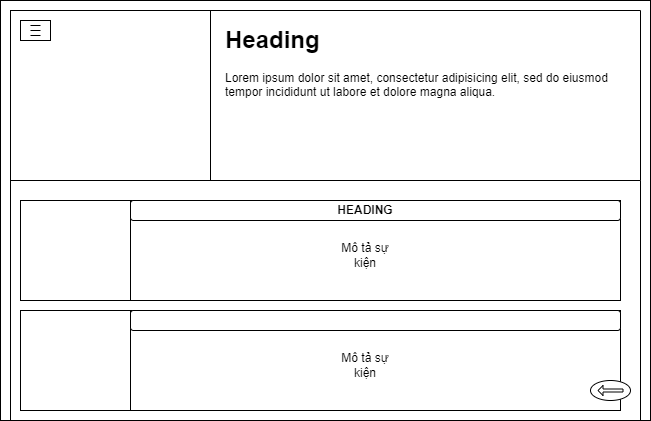 Heading
Lorem ipsum dolor sit amet, consectetur adipisicing elit, sed do eiusmod
tempor incididunt ut labore et dolore magna aliqua.
HEADING
Mô tả sự
kiện
Mô tả sự
kiện